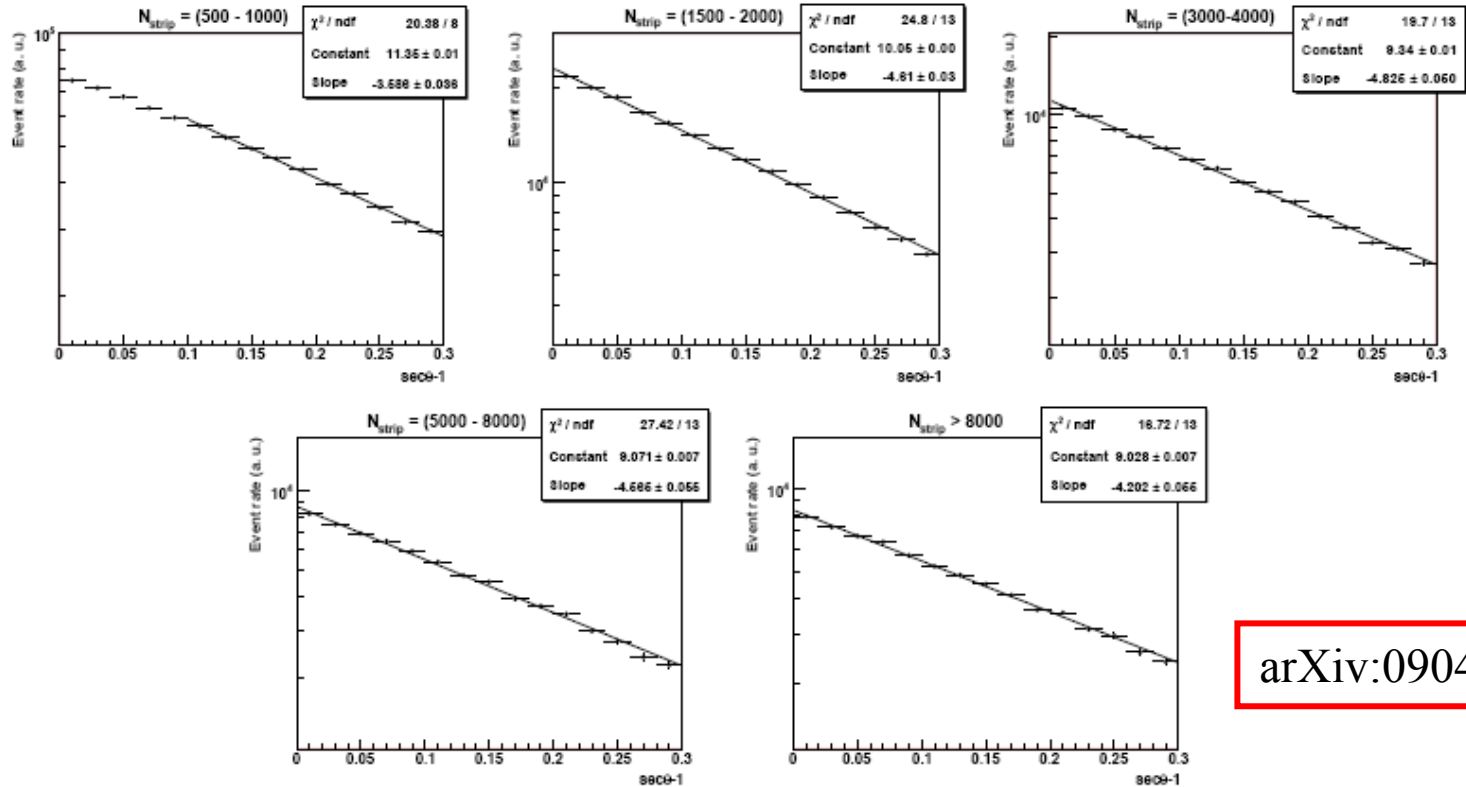 N_strip = (500 - 1000)
χ² / ndf 20.38 / 8
Constant 11.35 ± 0.01
Slope -3.586 ± 0.036
Event rate (a. u.)
10⁵
0 0.05 0.1 0.15 0.2 0.25 0.3
secθ-1
N_strip = (1500 - 2000)
χ² / ndf 24.8 / 13
Constant 10.05 ± 0.00
Slope -4.61 ± 0.03
Event rate (a. u.)
10⁴
0 0.05 0.1 0.15 0.2 0.25 0.3
secθ-1
N_strip = (3000-4000)
χ² / ndf 19.7 / 13
Constant 9.34 ± 0.01
Slope -4.825 ± 0.050
Event rate (a. u.)
10⁴
0 0.05 0.1 0.15 0.2 0.25 0.3
secθ-1
N_strip = (5000 - 8000)
χ² / ndf 27.42 / 13
Constant 9.071 ± 0.007
Slope -4.565 ± 0.055
Event rate (a. u.)
10⁴
0 0.05 0.1 0.15 0.2 0.25 0.3
secθ-1
N_strip > 8000
χ² / ndf 16.72 / 13
Constant 9.028 ± 0.007
Slope -4.202 ± 0.055
Event rate (a. u.)
10⁴
0 0.05 0.1 0.15 0.2 0.25 0.3
secθ-1
arXiv:0904